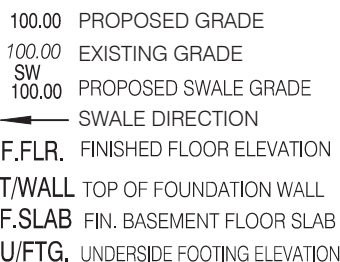 100.00 PROPOSED GRADE
100.00 EXISTING GRADE
SW
100.00 PROPOSED SWALE GRADE
SWALE DIRECTION
F.FLR. FINISHED FLOOR ELEVATION
T/WALL TOP OF FOUNDATION WALL
F.SLAB FIN. BASEMENT FLOOR SLAB
U/FTG. UNDERSIDE FOOTING ELEVATION